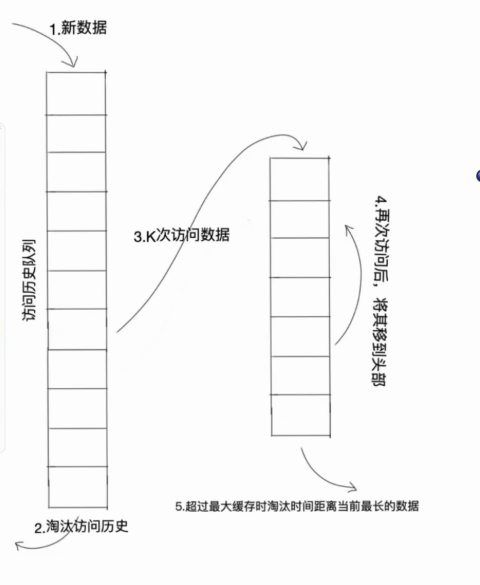 1.新数据
访问历史队列
3.K次访问数据
4.再次访问后，将其移到头部
5.超过最大缓存时淘汰时间距离当前最长的数据
2.淘汰访问历史